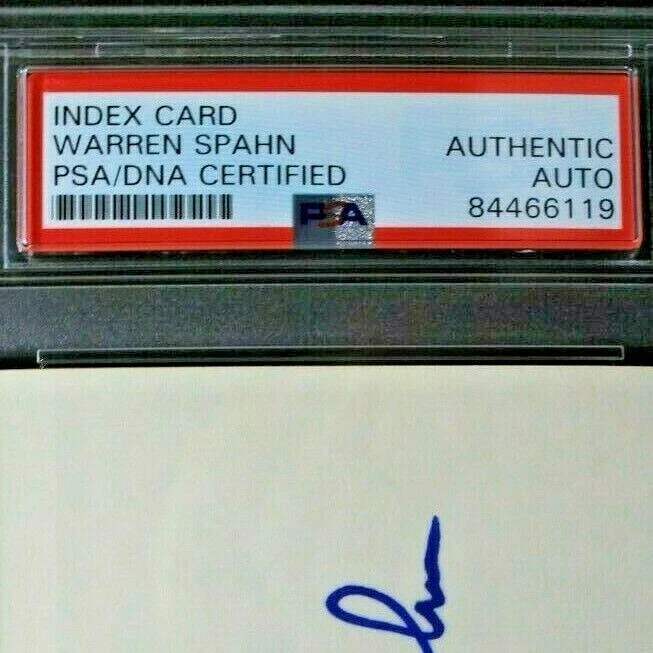 INDEX CARD
WARREN SPAHN
PSA/DNA CERTIFIED
AUTHENTIC
AUTO
84466119
PSA